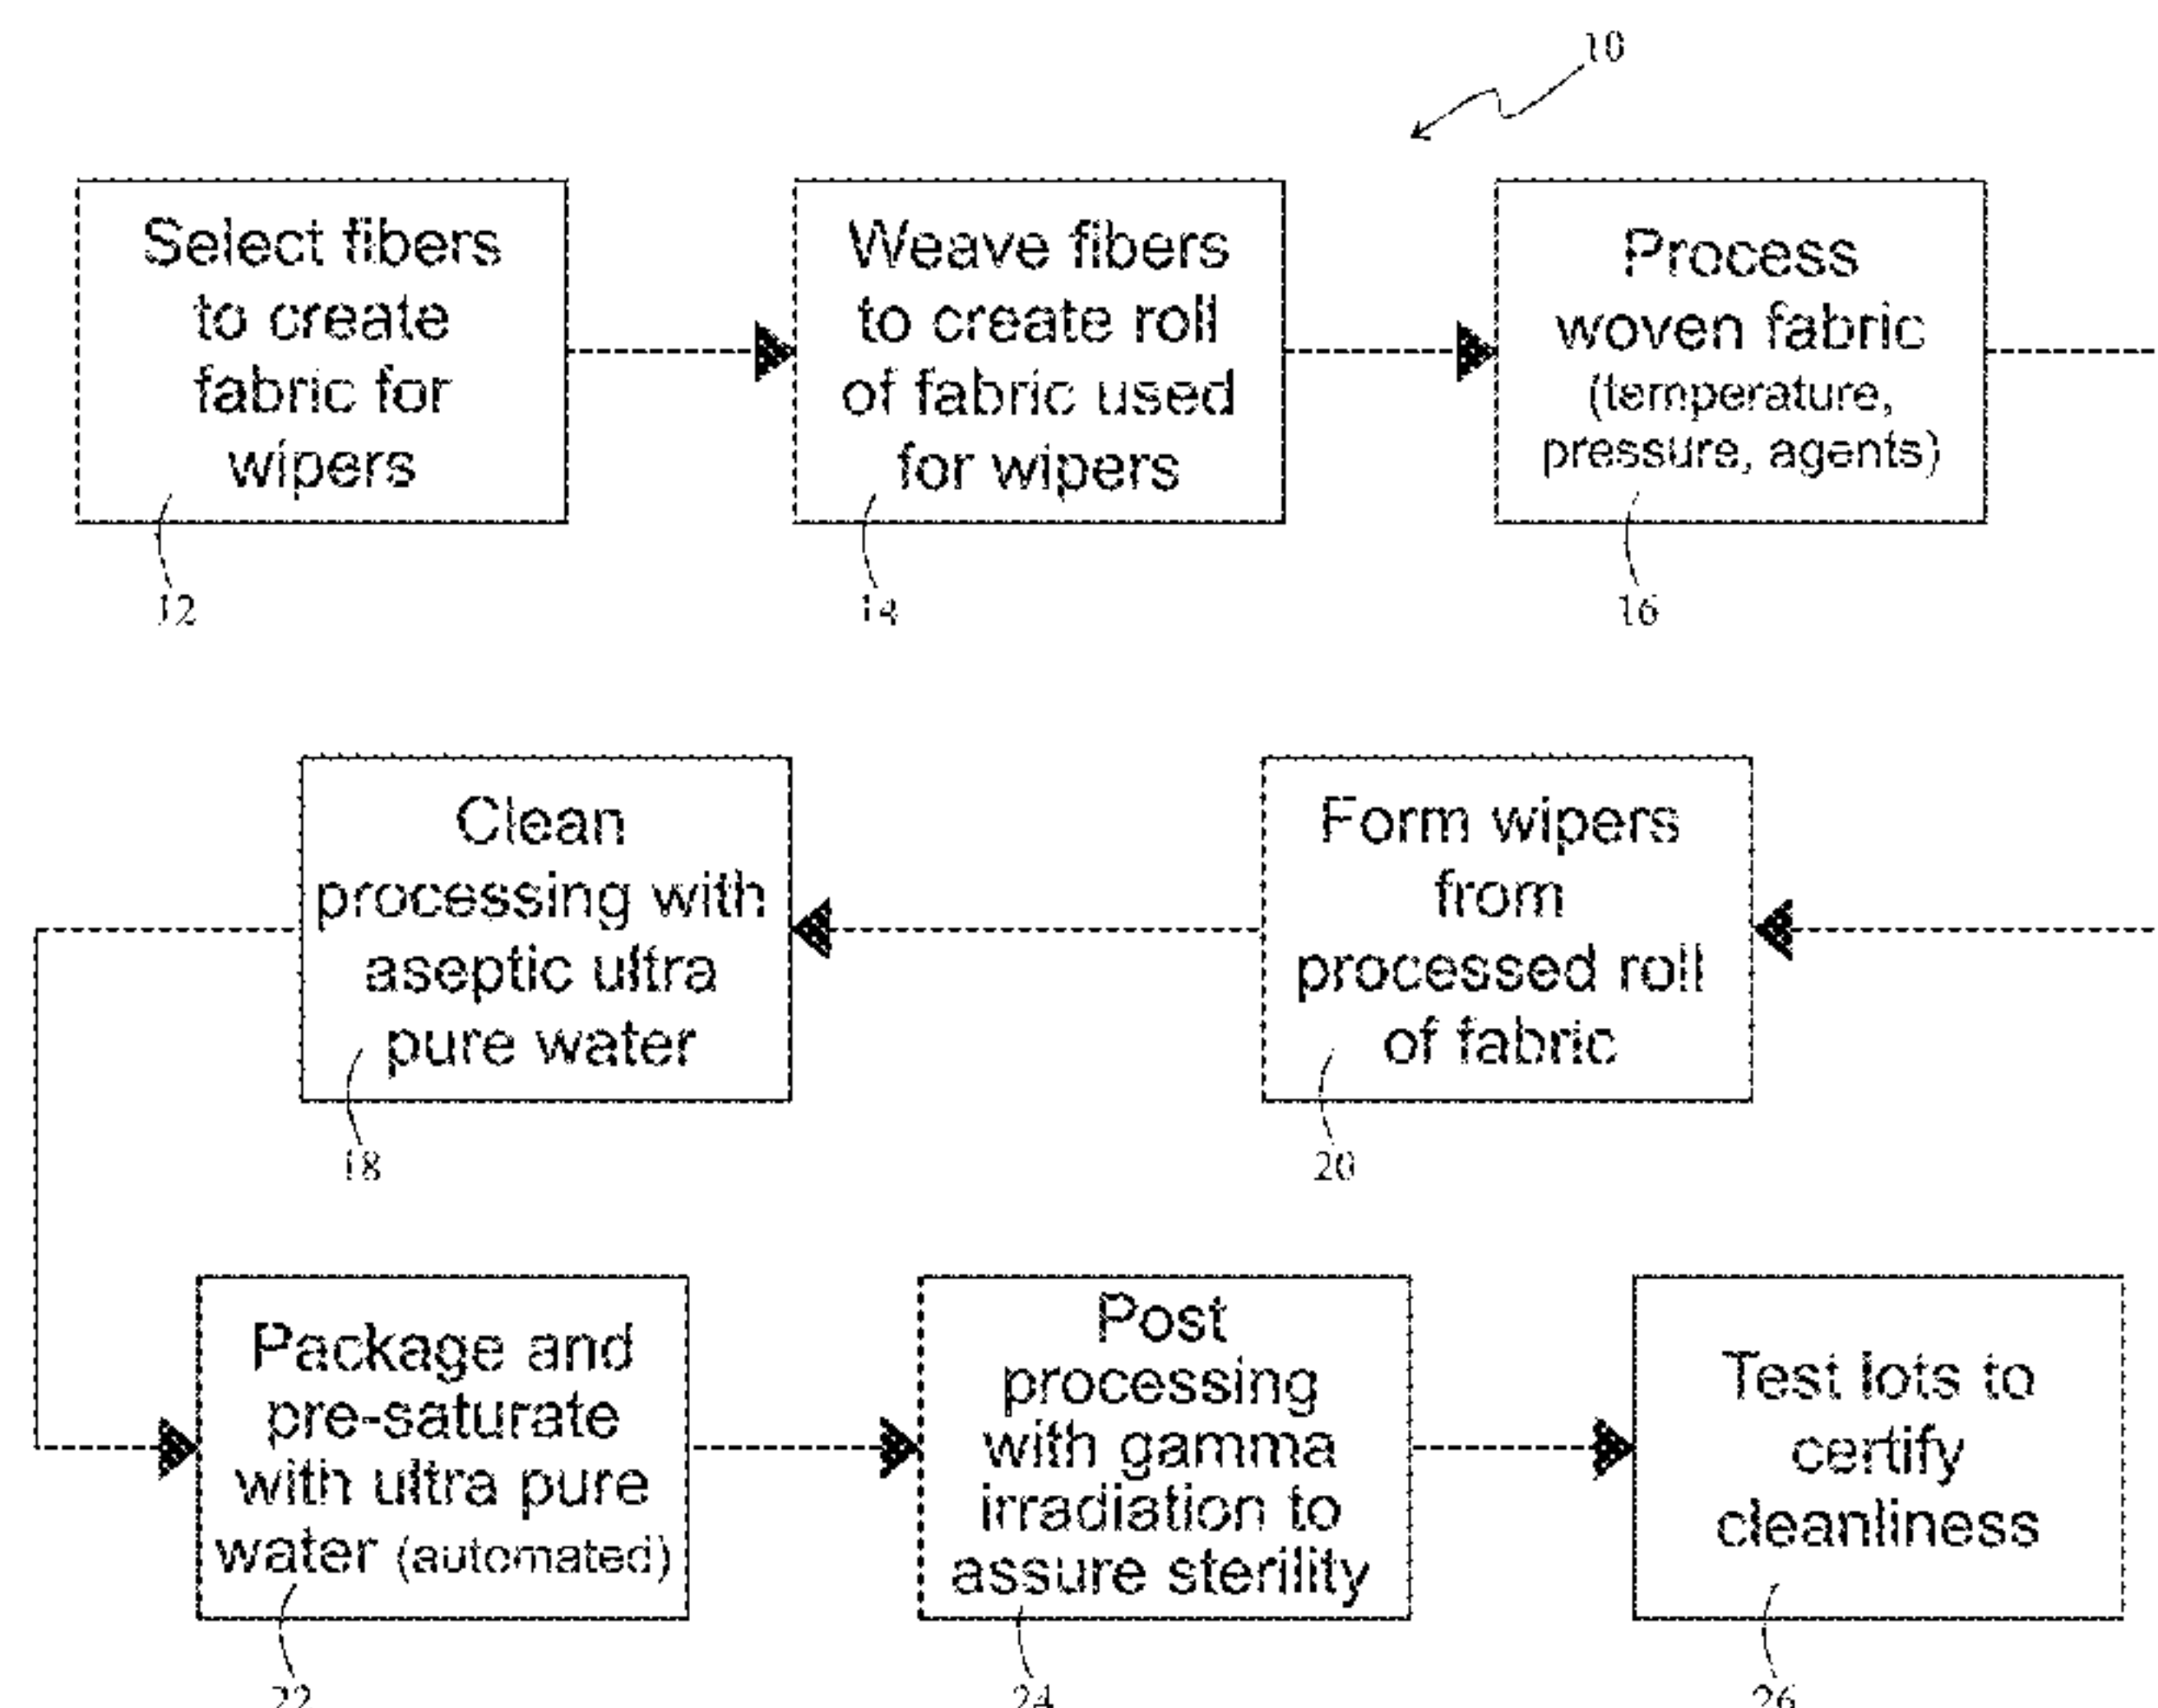 10
Select fibers
to create
fabric for
wipers
12
Weave fibers
to create roll
of fabric used
for wipers
14
Process
woven fabric
(temperature,
pressure, agents)
16
Form wipers
from
processed roll
of fabric
20
Clean
processing with
aseptic ultra
pure water
18
Package and
pre-saturate
with ultra pure
water (automated)
22
Post
processing
with gamma
irradiation to
assure sterility
24
Test lots to
certify
cleanliness
26